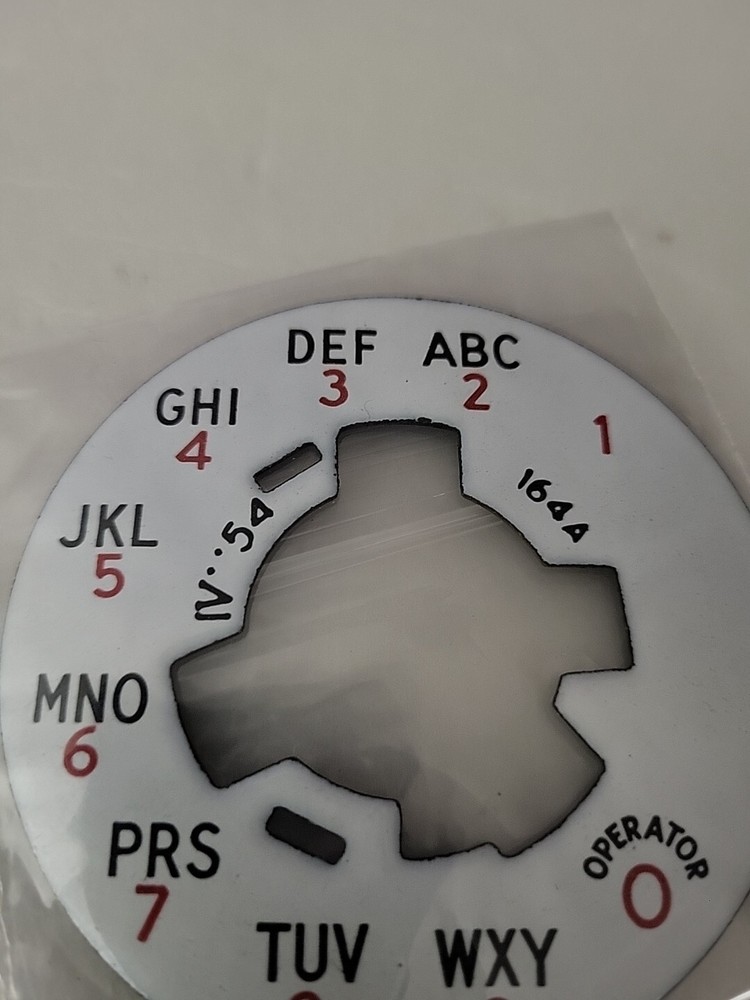 1
ABC
2
DEF
3
GHI
4
JKL
5
MNO
6
PRS
7
TUV
WXY
OPERATOR
0
164A
IV··54